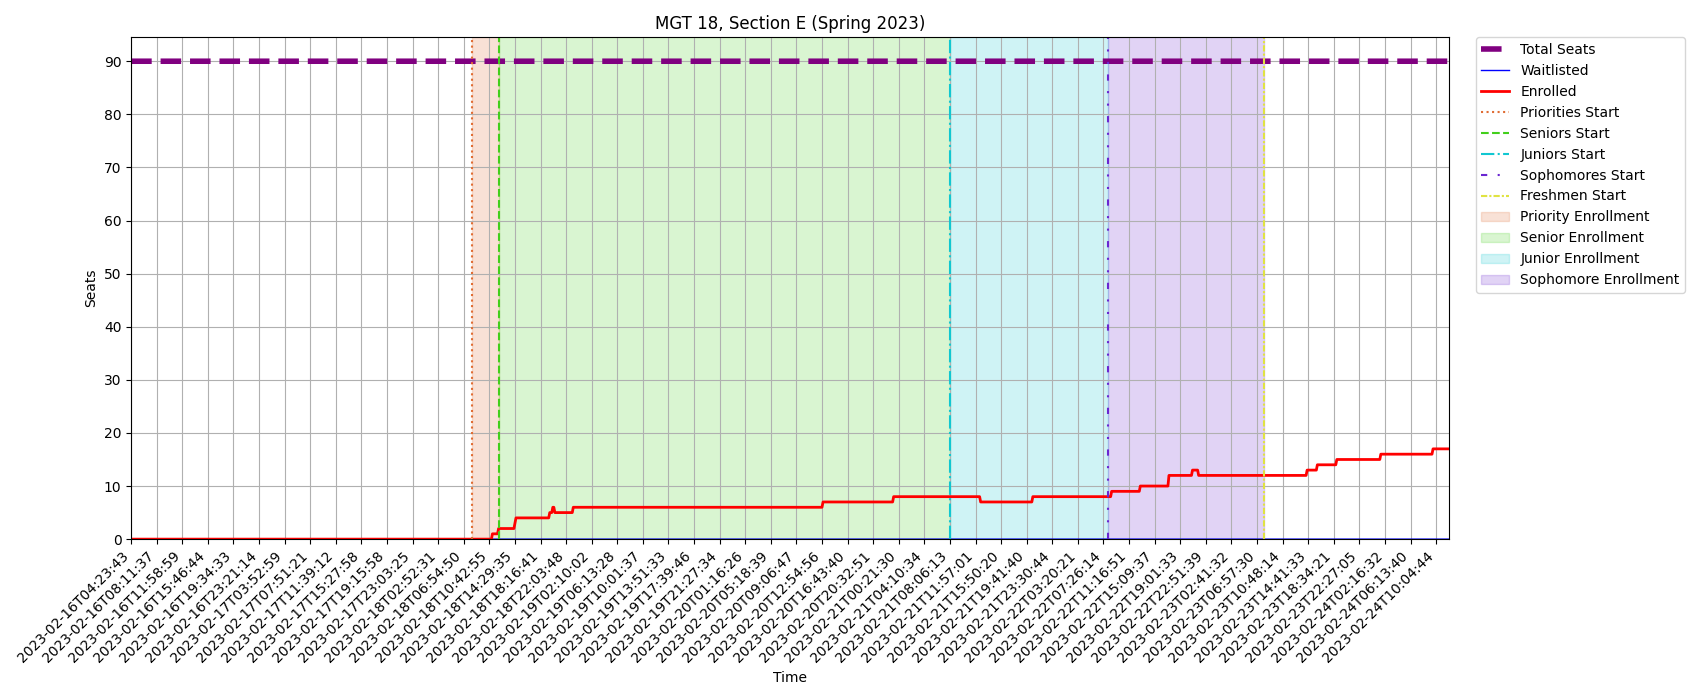 MGT 18, Section E (Spring 2023)
Seats
90
80
70
60
50
40
30
20
10
0
2023-02-16T04:23:43
2023-02-16T08:11:37
2023-02-16T11:58:59
2023-02-16T15:46:44
2023-02-16T19:34:33
2023-02-16T23:21:14
2023-02-17T03:52:59
2023-02-17T07:51:21
2023-02-17T11:39:12
2023-02-17T15:27:58
2023-02-17T19:15:58
2023-02-17T23:03:25
2023-02-18T02:52:31
2023-02-18T06:54:50
2023-02-18T10:42:55
2023-02-18T14:29:35
2023-02-18T18:16:41
2023-02-18T22:03:48
2023-02-19T02:10:02
2023-02-19T06:13:28
2023-02-19T10:01:37
2023-02-19T13:51:33
2023-02-19T17:39:46
2023-02-19T21:27:34
2023-02-20T01:16:26
2023-02-20T05:18:39
2023-02-20T09:06:47
2023-02-20T12:54:56
2023-02-20T16:43:40
2023-02-20T20:32:51
2023-02-21T00:21:30
2023-02-21T04:10:34
2023-02-21T08:06:13
2023-02-21T11:57:01
2023-02-21T15:50:20
2023-02-21T19:41:40
2023-02-21T23:30:44
2023-02-22T03:20:21
2023-02-22T07:26:14
2023-02-22T11:16:51
2023-02-22T15:09:37
2023-02-22T19:01:33
2023-02-22T22:51:39
2023-02-23T02:41:32
2023-02-23T06:57:30
2023-02-23T10:48:14
2023-02-23T14:41:33
2023-02-23T18:34:21
2023-02-23T22:27:05
2023-02-24T02:16:32
2023-02-24T06:13:40
2023-02-24T10:04:44
Time
Total Seats
Waitlisted
Enrolled
Priorities Start
Seniors Start
Juniors Start
Sophomores Start
Freshmen Start
Priority Enrollment
Senior Enrollment
Junior Enrollment
Sophomore Enrollment